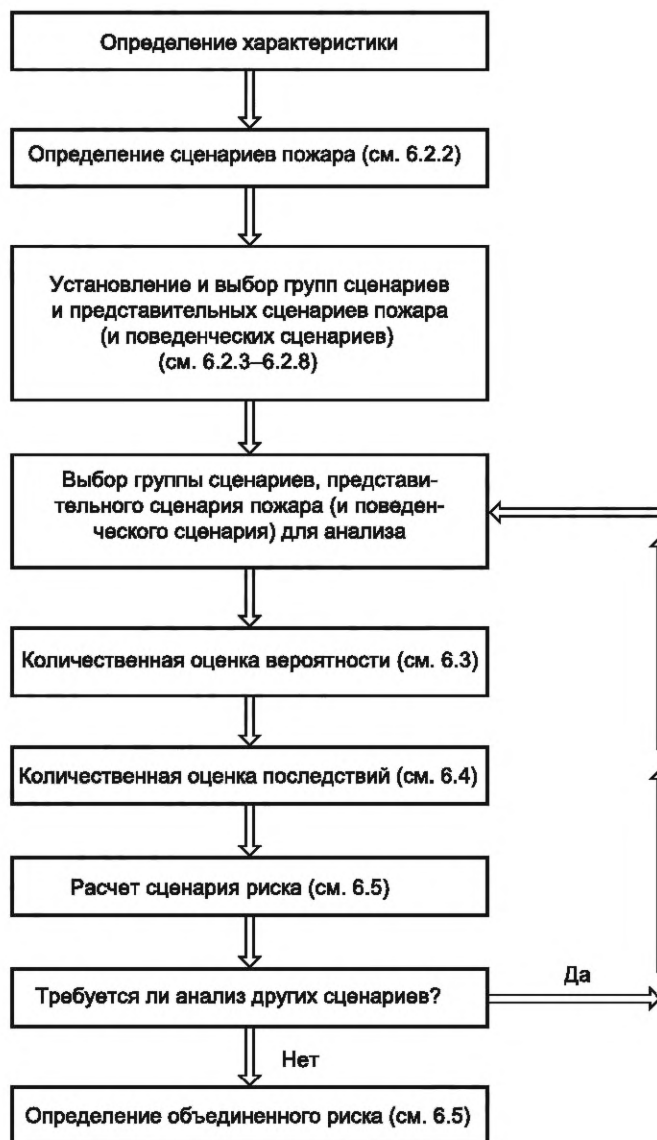 Определение характеристики
Определение сценариев пожара (см. 6.2.2)
Установление и выбор групп сценариев
и представительных сценариев пожара
(и поведенческих сценариев)
(см. 6.2.3–6.2.8)
Выбор группы сценариев, представи-
тельного сценария пожара (и поведен-
ческого сценария) для анализа
Количественная оценка вероятности (см. 6.3)
Количественная оценка последствий (см. 6.4)
Расчет сценария риска (см. 6.5)
Требуется ли анализ других сценариев?
Да
Нет
Определение объединенного риска (см. 6.5)